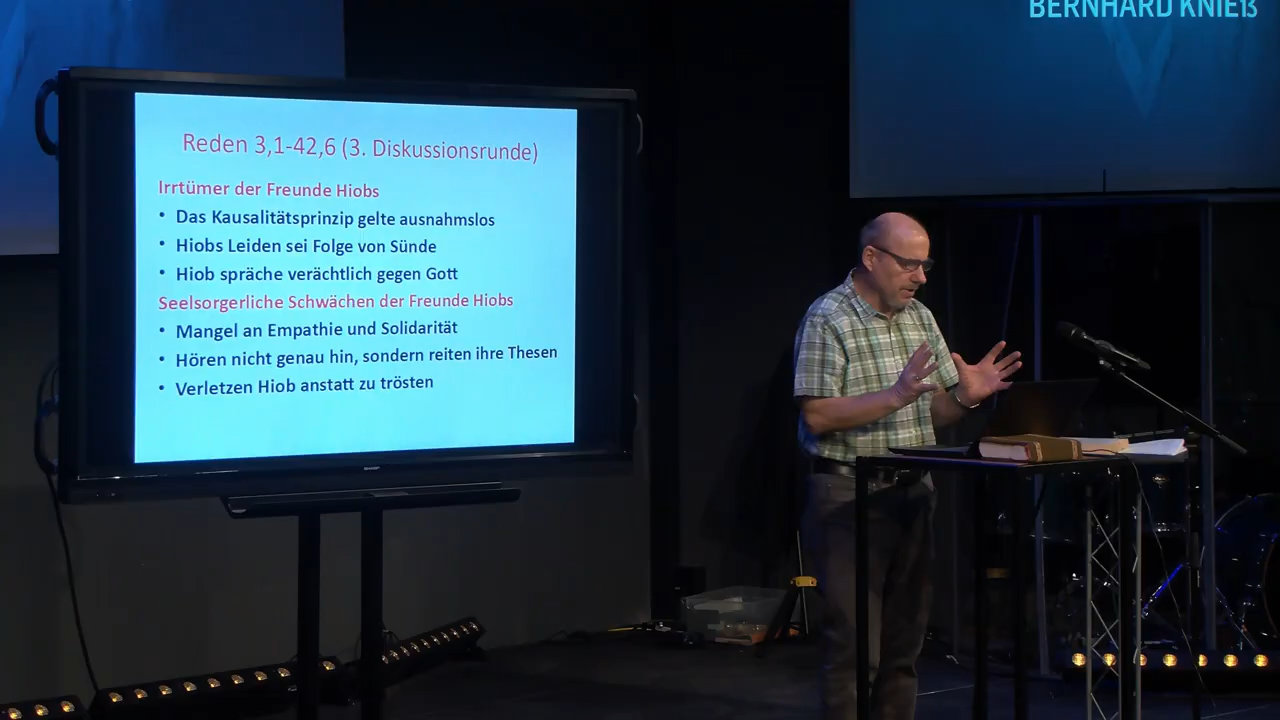 BERNHARD KNIEß
Reden 3,1-42,6 (3. Diskussionsrunde)
Irrtümer der Freunde Hiobs
• Das Kausalitätsprinzip gelte ausnahmslos
• Hiobs Leiden sei Folge von Sünde
• Hiob spräche verächtlich gegen Gott
Seelsorgerliche Schwächen der Freunde Hiobs
• Mangel an Empathie und Solidarität
• Hören nicht genau hin, sondern reiten ihre Thesen
• Verletzen Hiob anstatt zu trösten
SHARP